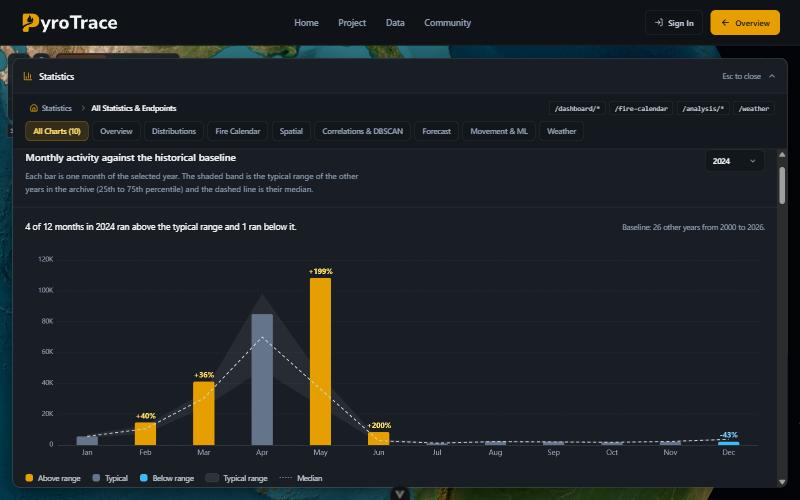 PyroTrace
Home Project Data Community
Sign In
Overview
Statistics
Esc to close
Statistics > All Statistics & Endpoints
/dashboard/* /fire-calendar /analysis/* /weather
All Charts (10) Overview Distributions Fire Calendar Spatial Correlations & DBSCAN Forecast Movement & ML Weather
Monthly activity against the historical baseline
2024
Each bar is one month of the selected year. The shaded band is the typical range of the other
years in the archive (25th to 75th percentile) and the dashed line is their median.
4 of 12 months in 2024 ran above the typical range and 1 ran below it.
Baseline: 26 other years from 2000 to 2026.
120K
100K
80K
60K
40K
20K
0
+40%
+36%
+199%
+200%
-43%
Jan Feb Mar Apr May Jun Jul Aug Sep Oct Nov Dec
Above range Typical Below range Typical range Median